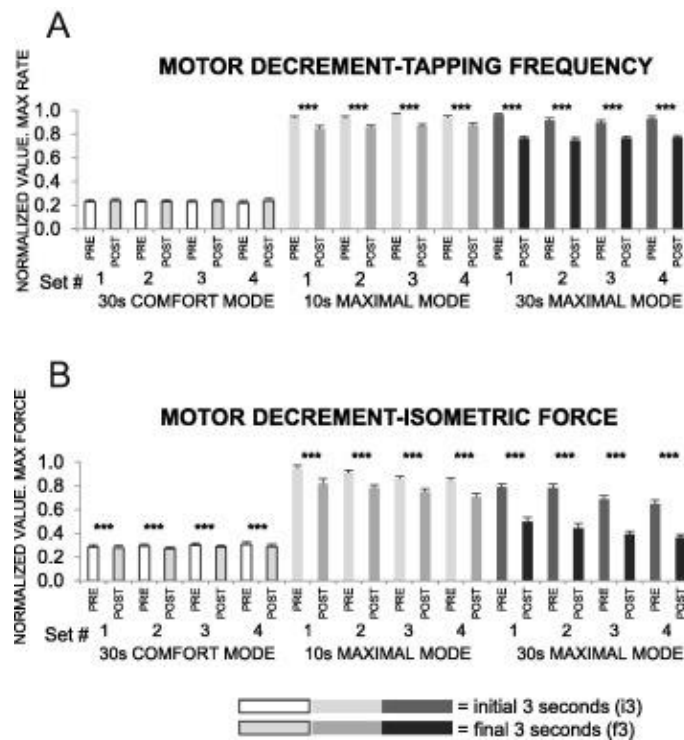 A
MOTOR DECREMENT-TAPPING FREQUENCY
NORMALIZED VALUE. MAX RATE
1.0 *** *** *** *** *** *** *** ***
0.8
0.6
0.4
0.2
0.0
PRE POST PRE POST PRE POST PRE POST PRE POST PRE POST PRE POST PRE POST PRE POST PRE POST PRE POST PRE POST
Set # 1 2 3 4 1 2 3 4 1 2 3 4
30s COMFORT MODE 10s MAXIMAL MODE 30s MAXIMAL MODE
B
MOTOR DECREMENT-ISOMETRIC FORCE
NORMALIZED VALUE. MAX FORCE
*** *** *** *** *** *** *** ***
1.0
0.8
0.6
*** *** *** ***
0.4
0.2
0.0
PRE POST PRE POST PRE POST PRE POST PRE POST PRE POST PRE POST PRE POST PRE POST PRE POST PRE POST PRE POST
Set # 1 2 3 4 1 2 3 4 1 2 3 4
30s COMFORT MODE 10s MAXIMAL MODE 30s MAXIMAL MODE
= initial 3 seconds (i3)
= final 3 seconds (f3)